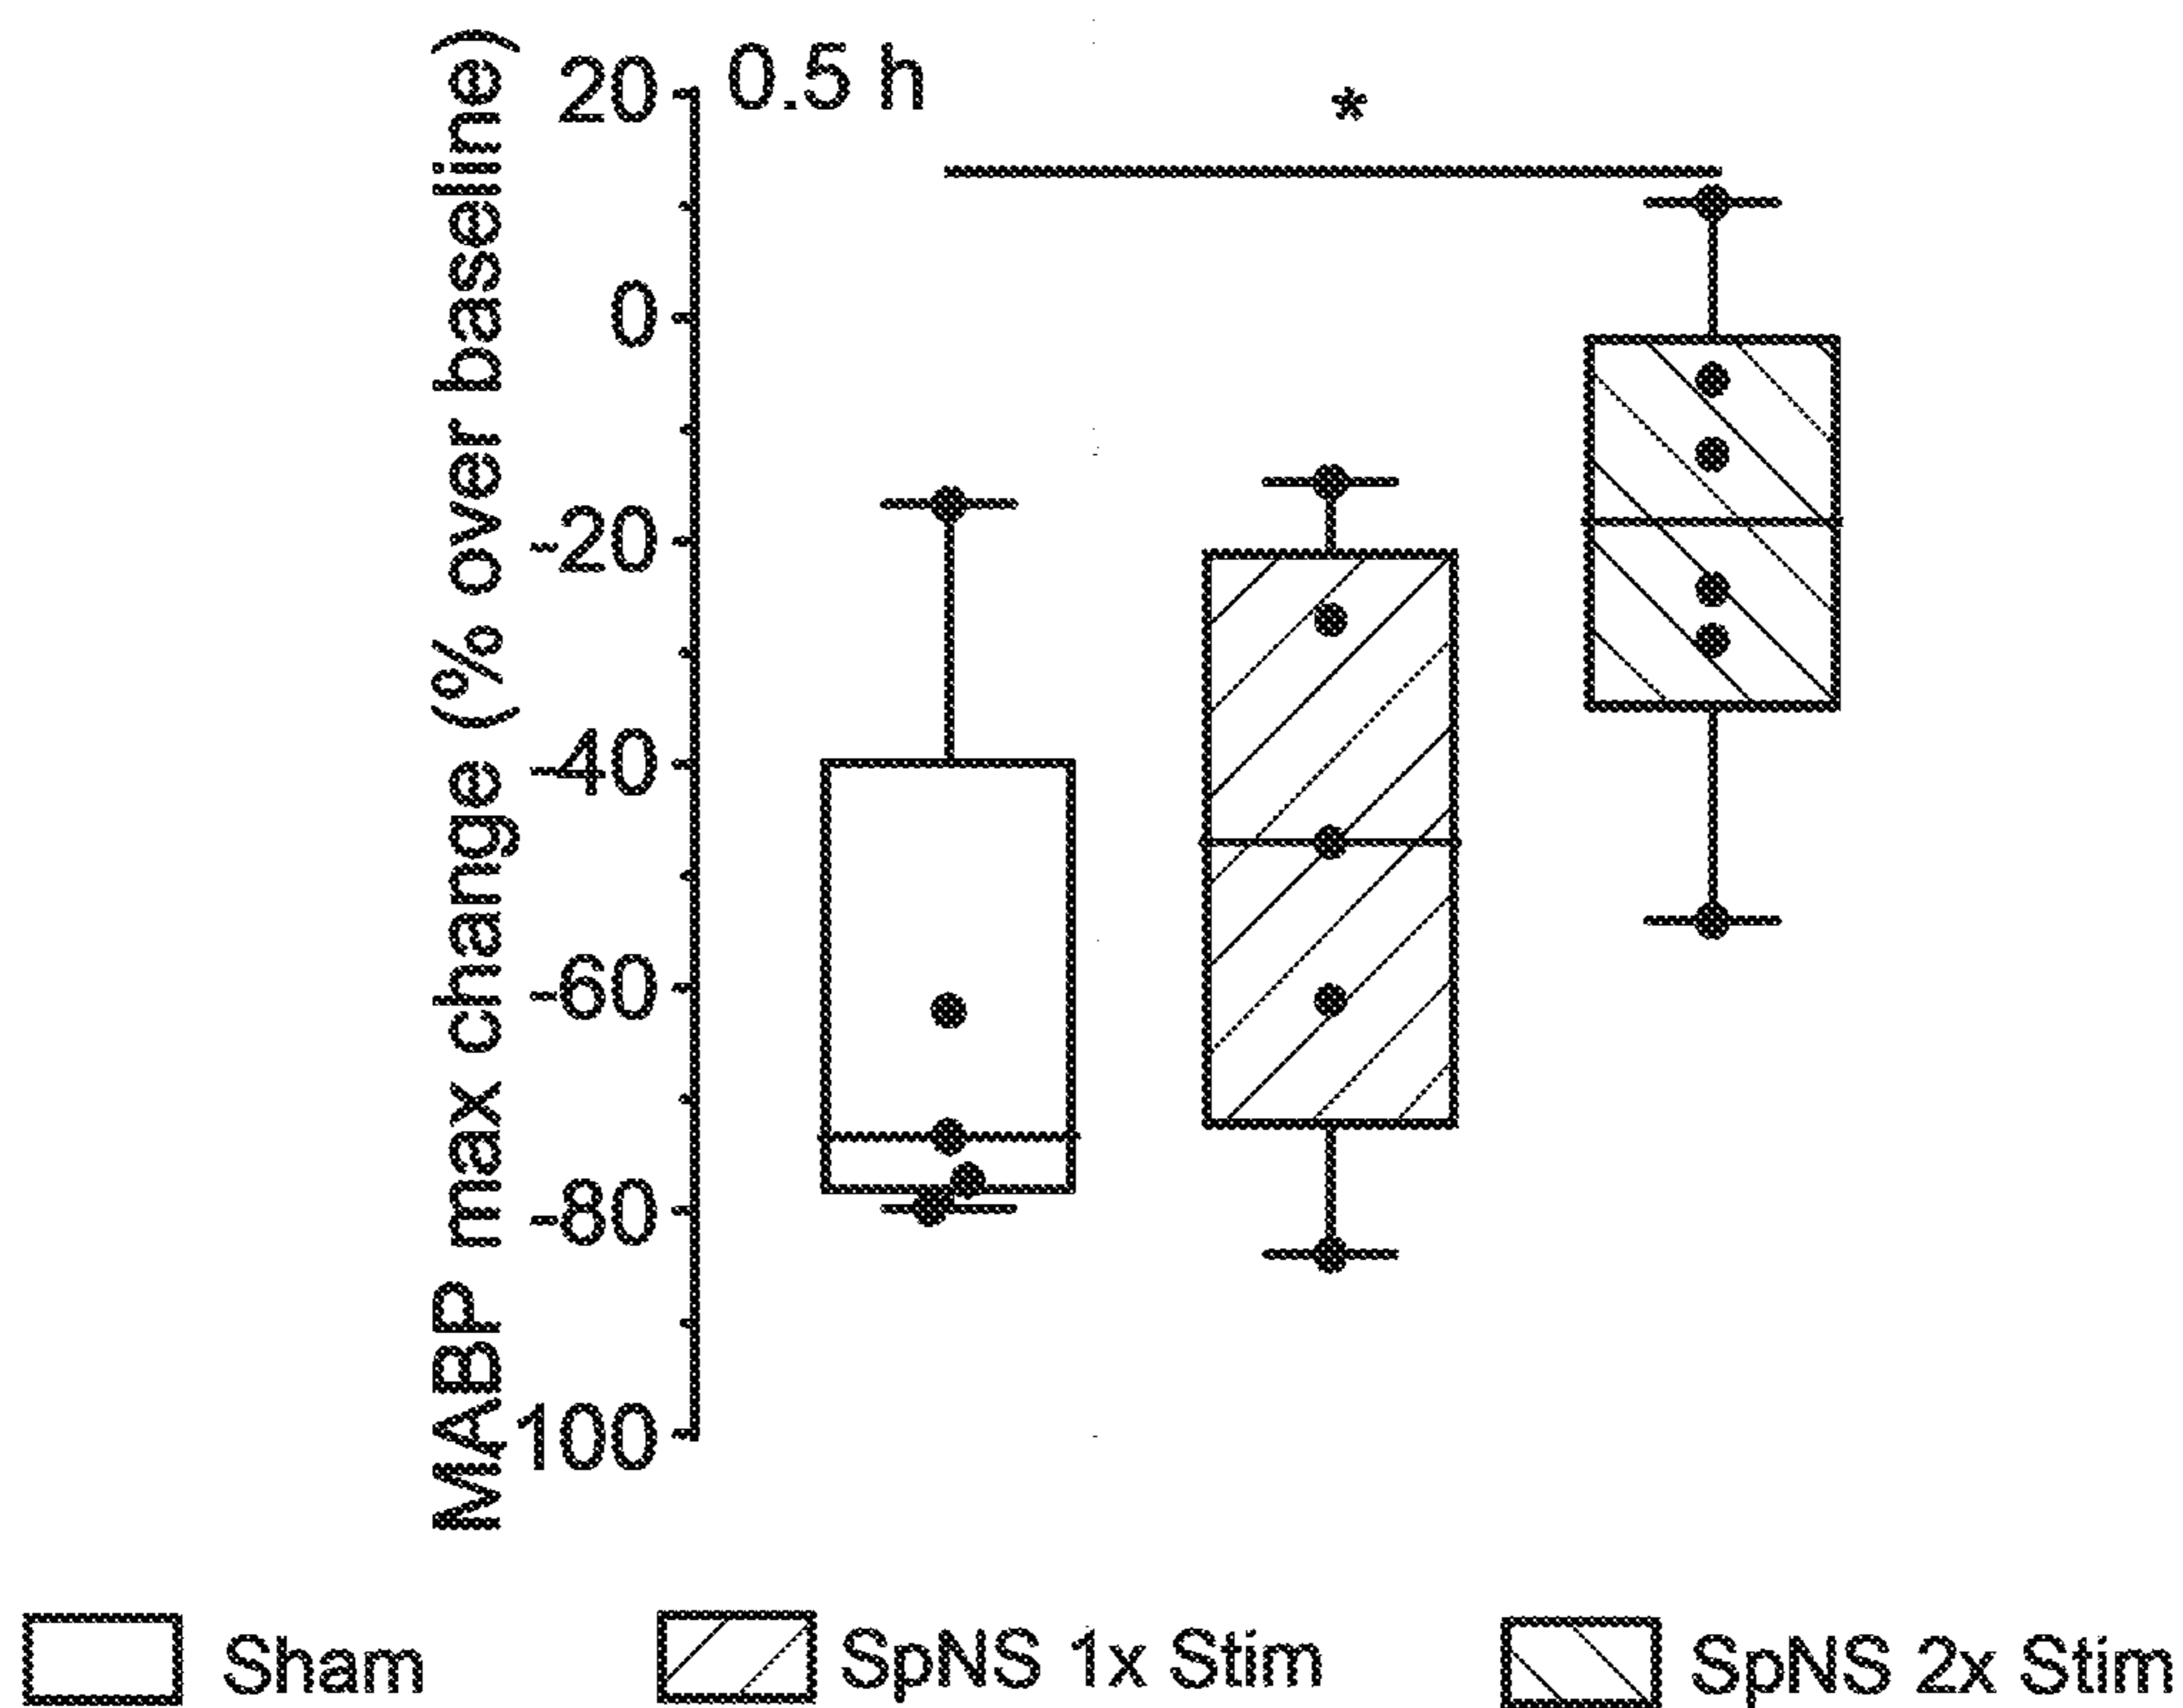 MABP max change (% over baseline)
0.5 h
*
20
0
-20
-40
-60
-80
100
Sham
SpNS 1x Stim
SpNS 2x Stim